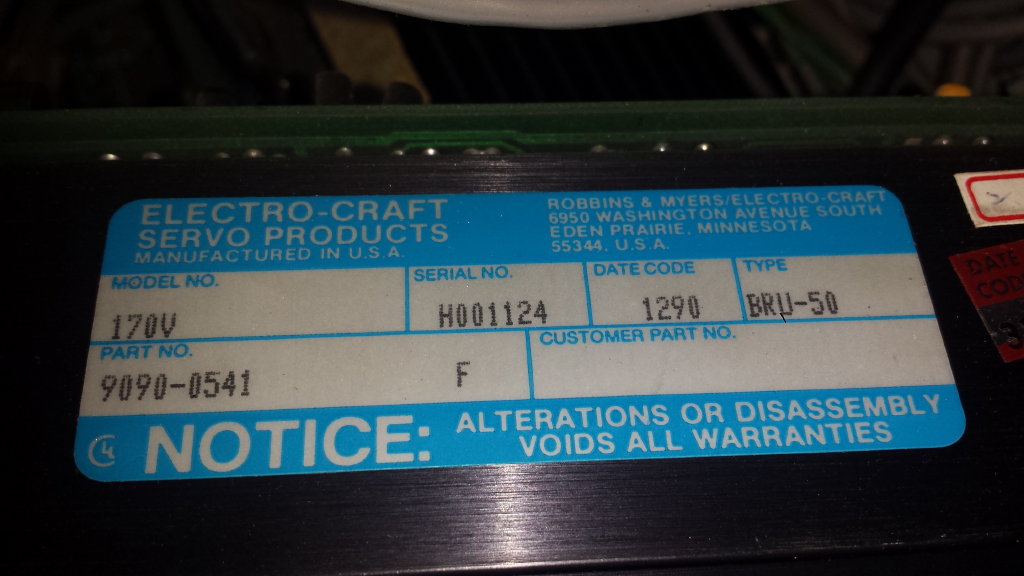 ELECTRO-CRAFT
SERVO PRODUCTS
MANUFACTURED IN U.S.A.
ROBBINS & MYERS/ELECTRO-CRAFT
6950 WASHINGTON AVENUE SOUTH
EDEN PRAIRIE, MINNESOTA
55344, U.S.A.
MODEL NO.
170V
SERIAL NO.
H001124
DATE CODE
1290
TYPE
BRU-50
PART NO.
9090-0541 F
CUSTOMER PART NO.
NOTICE:
ALTERATIONS OR DISASSEMBLY
VOIDS ALL WARRANTIES
DATE
CODE